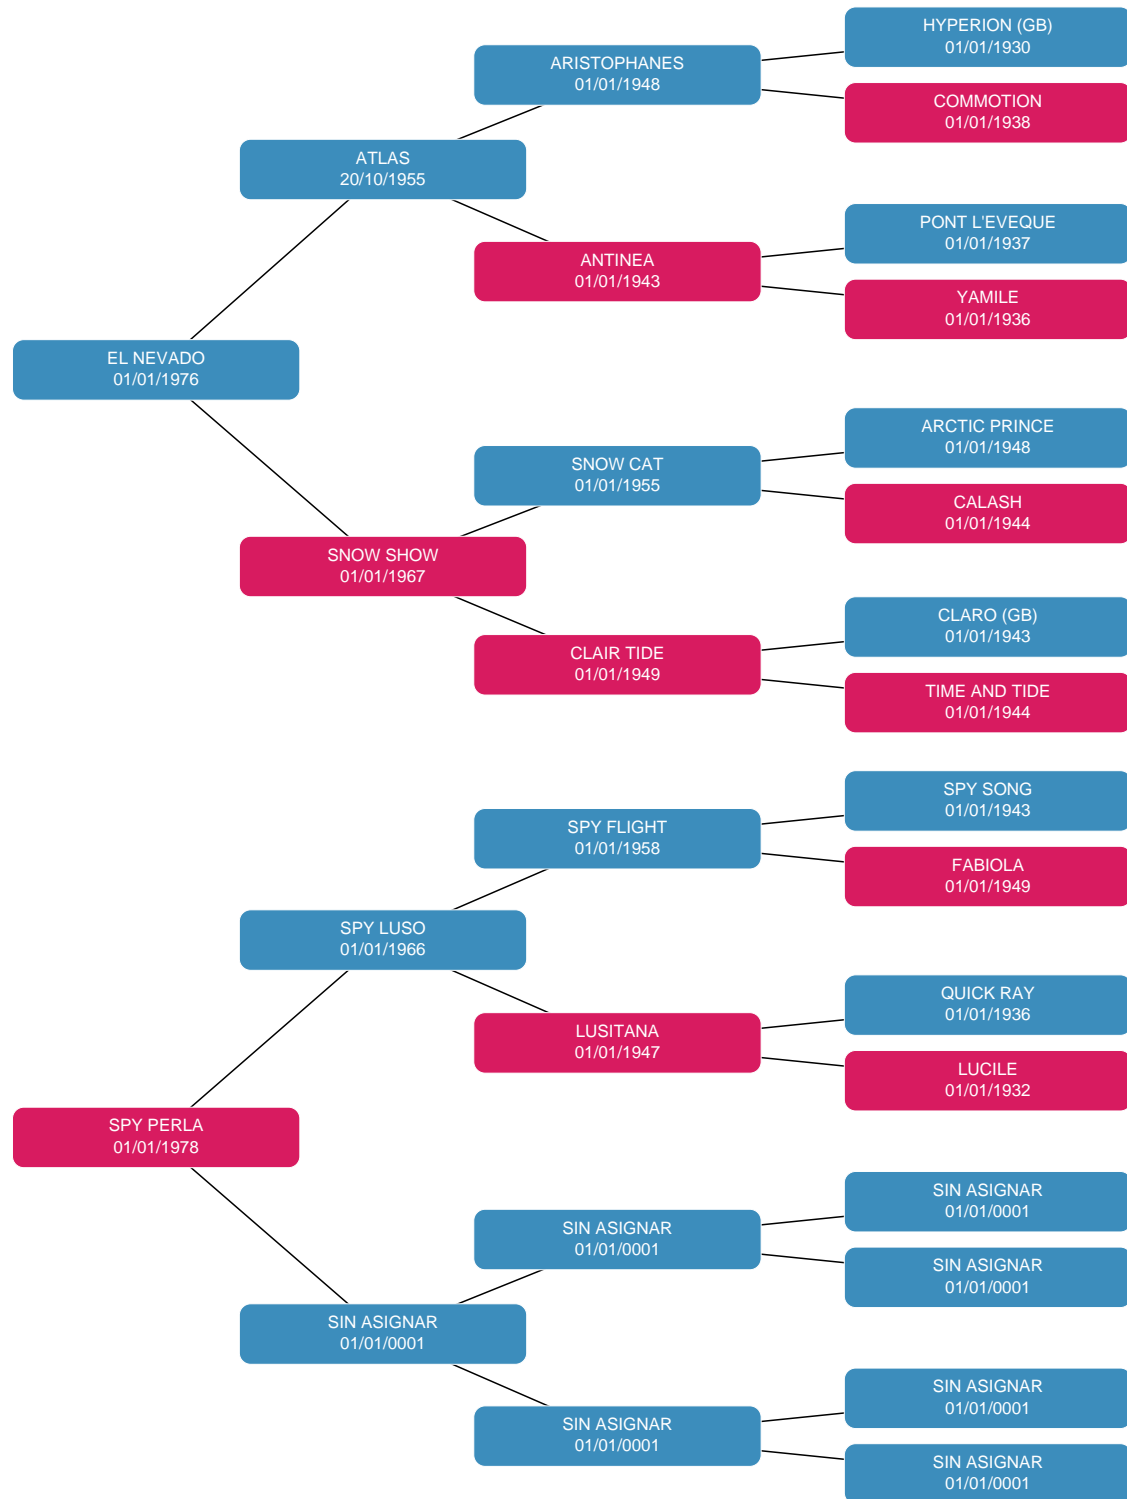 HYPERION (GB)
01/01/1930
ARISTOPHANES
01/01/1948
COMMOTION
01/01/1938
ATLAS
20/10/1955
PONT L'EVEQUE
01/01/1937
ANTINEA
01/01/1943
YAMILE
01/01/1936
EL NEVADO
01/01/1976
ARCTIC PRINCE
01/01/1948
SNOW CAT
01/01/1955
CALASH
01/01/1944
SNOW SHOW
01/01/1967
CLARO (GB)
01/01/1943
CLAIR TIDE
01/01/1949
TIME AND TIDE
01/01/1944
SPY SONG
01/01/1943
SPY FLIGHT
01/01/1958
FABIOLA
01/01/1949
SPY LUSO
01/01/1966
QUICK RAY
01/01/1936
LUSITANA
01/01/1947
LUCILE
01/01/1932
SPY PERLA
01/01/1978
SIN ASIGNAR
01/01/0001
SIN ASIGNAR
01/01/0001
SIN ASIGNAR
01/01/0001
SIN ASIGNAR
01/01/0001
SIN ASIGNAR
01/01/0001
SIN ASIGNAR
01/01/0001
SIN ASIGNAR
01/01/0001